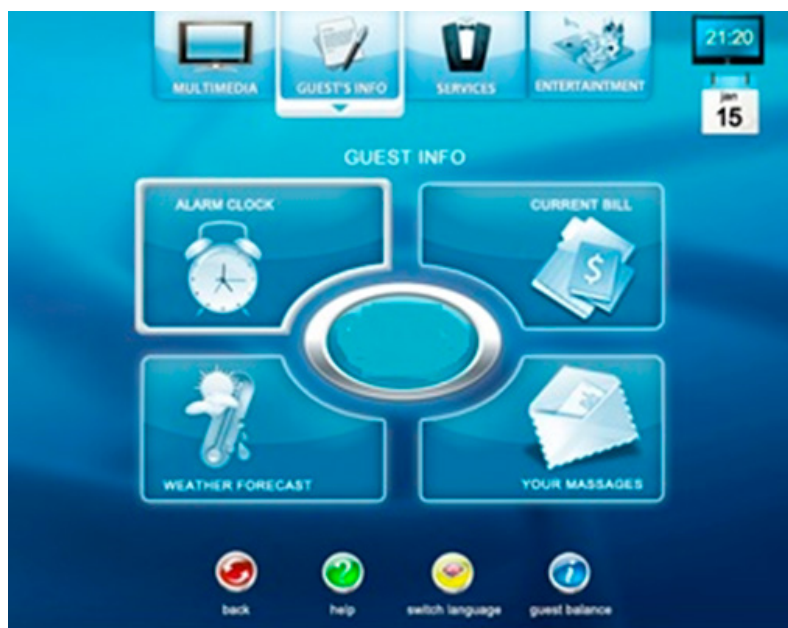 MULTIMEDIA
GUEST'S INFO
SERVICES
ENTERTAINTMENT
21:20
jan
15
GUEST INFO
ALARM CLOCK
CURRENT BILL
$
WEATHER FORECAST
YOUR MASSAGES
?
i
back
help
switch language
guest balance